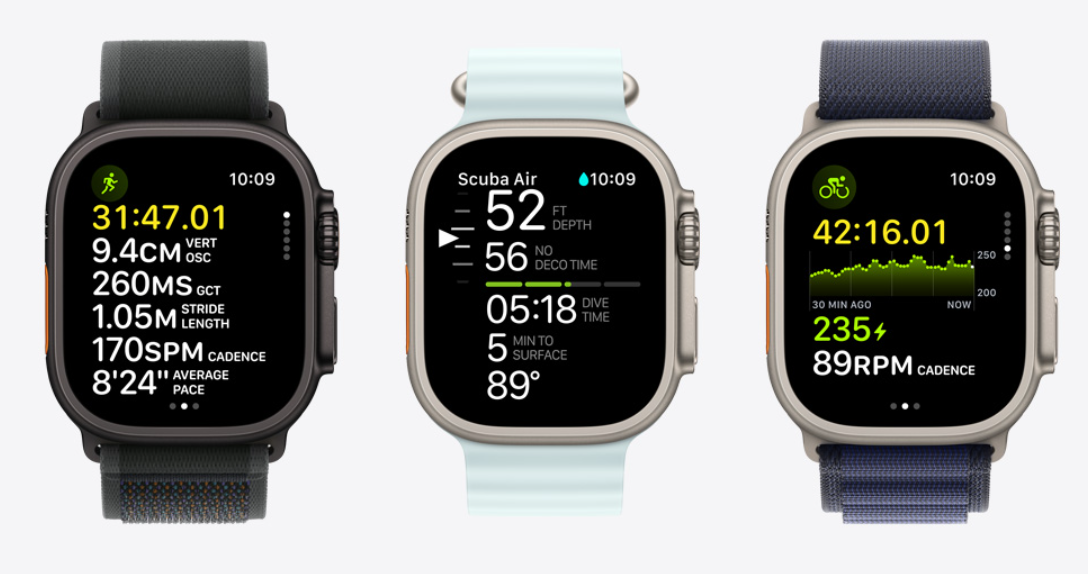 10:09
31:47.01
9.4CM VERT OSC
260MS GCT
1.05M STRIDE LENGTH
170SPM CADENCE
8'24" AVERAGE PACE
Scuba Air 10:09
52 FT DEPTH
56 NO DECO TIME
05:18 DIVE TIME
5 MIN TO SURFACE
89°
10:09
42:16.01
250
200
30 MIN AGO NOW
235
89RPM CADENCE